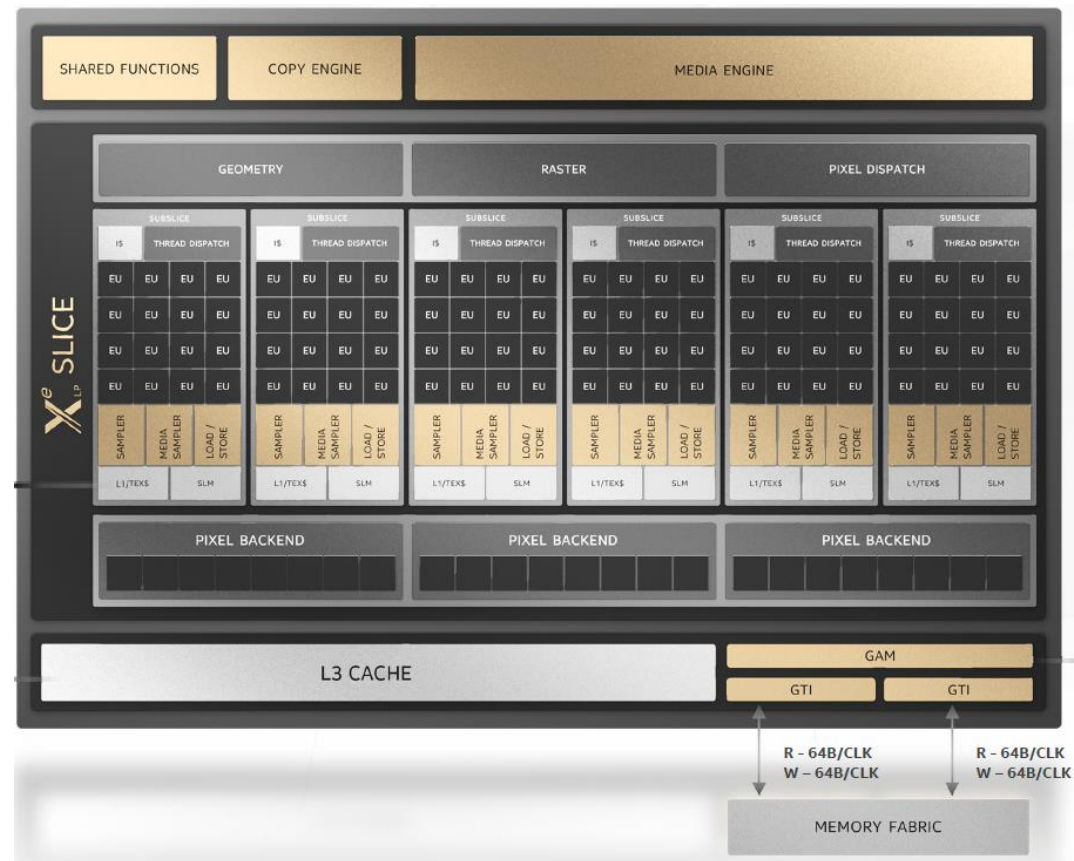 SHARED FUNCTIONS COPY ENGINE MEDIA ENGINE
GEOMETRY RASTER PIXEL DISPATCH
SUBSLICE SUBSLICE SUBSLICE SUBSLICE SUBSLICE SUBSLICE
I$ THREAD DISPATCH I$ THREAD DISPATCH I$ THREAD DISPATCH I$ THREAD DISPATCH I$ THREAD DISPATCH I$ THREAD DISPATCH
EU EU EU EU EU EU EU EU EU EU EU EU EU EU EU EU EU EU EU EU EU EU EU EU
EU EU EU EU EU EU EU EU EU EU EU EU EU EU EU EU EU EU EU EU EU EU EU EU
EU EU EU EU EU EU EU EU EU EU EU EU EU EU EU EU EU EU EU EU EU EU EU EU
EU EU EU EU EU EU EU EU EU EU EU EU EU EU EU EU EU EU EU EU EU EU EU EU
Xe LP SLICE
SAMPLER MEDIA SAMPLER LOAD / STORE SAMPLER MEDIA SAMPLER LOAD / STORE SAMPLER MEDIA SAMPLER LOAD / STORE SAMPLER MEDIA SAMPLER LOAD / STORE SAMPLER MEDIA SAMPLER LOAD / STORE SAMPLER MEDIA SAMPLER LOAD / STORE
L1/TEX$ SLM L1/TEX$ SLM L1/TEX$ SLM L1/TEX$ SLM L1/TEX$ SLM L1/TEX$ SLM
PIXEL BACKEND PIXEL BACKEND PIXEL BACKEND
L3 CACHE
GAM
GTI GTI
R - 64B/CLK R - 64B/CLK
W – 64B/CLK W – 64B/CLK
MEMORY FABRIC